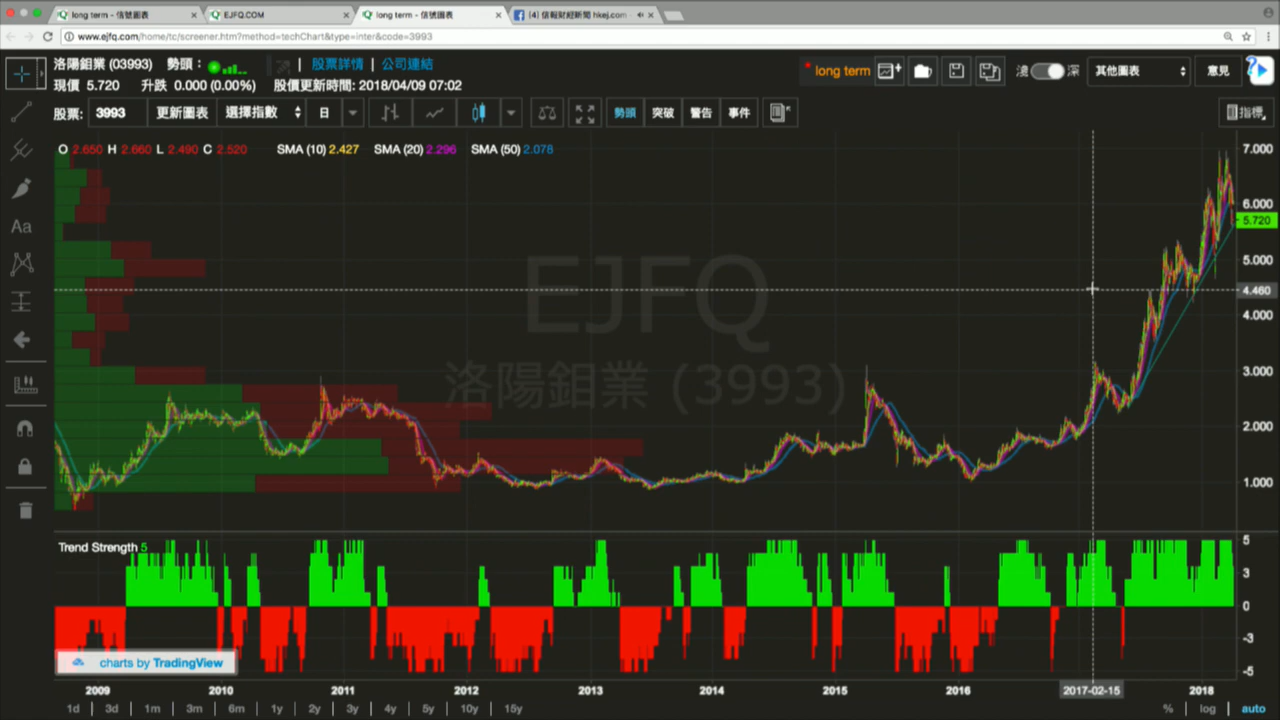 long term - 信號圖表
EJFQ.COM
long term - 信號圖表
(4) 信報財經新聞 hkej.com
www.ejfq.com/home/tc/screener.htm?method=techChart&type=inter&code=3993
洛陽鉬業 (03993) 勢頭： | 股票詳情 | 公司連結
long term
淺 深
其他圖表
意見
現價 5.720 升跌 0.000 (0.00%) 股價更新時間: 2018/04/09 07:02
股票: 3993 更新圖表 選擇指數 日
勢頭 突破 警告 事件
指標
O 2.650 H 2.660 L 2.490 C 2.520 SMA (10) 2.427 SMA (20) 2.296 SMA (50) 2.078
Aa
7.000
6.000
5.720
5.000
4.460
4.000
3.000
2.000
1.000
EJFQ
洛陽鉬業 (3993)
Trend Strength 5
5
3
0
-3
-5
charts by TradingView
2009 2010 2011 2012 2013 2014 2015 2016 2017-02-15 2018
1d | 3d | 1m | 3m | 6m | 1y | 2y | 3y | 4y | 5y | 10y | 15y
% | log | auto